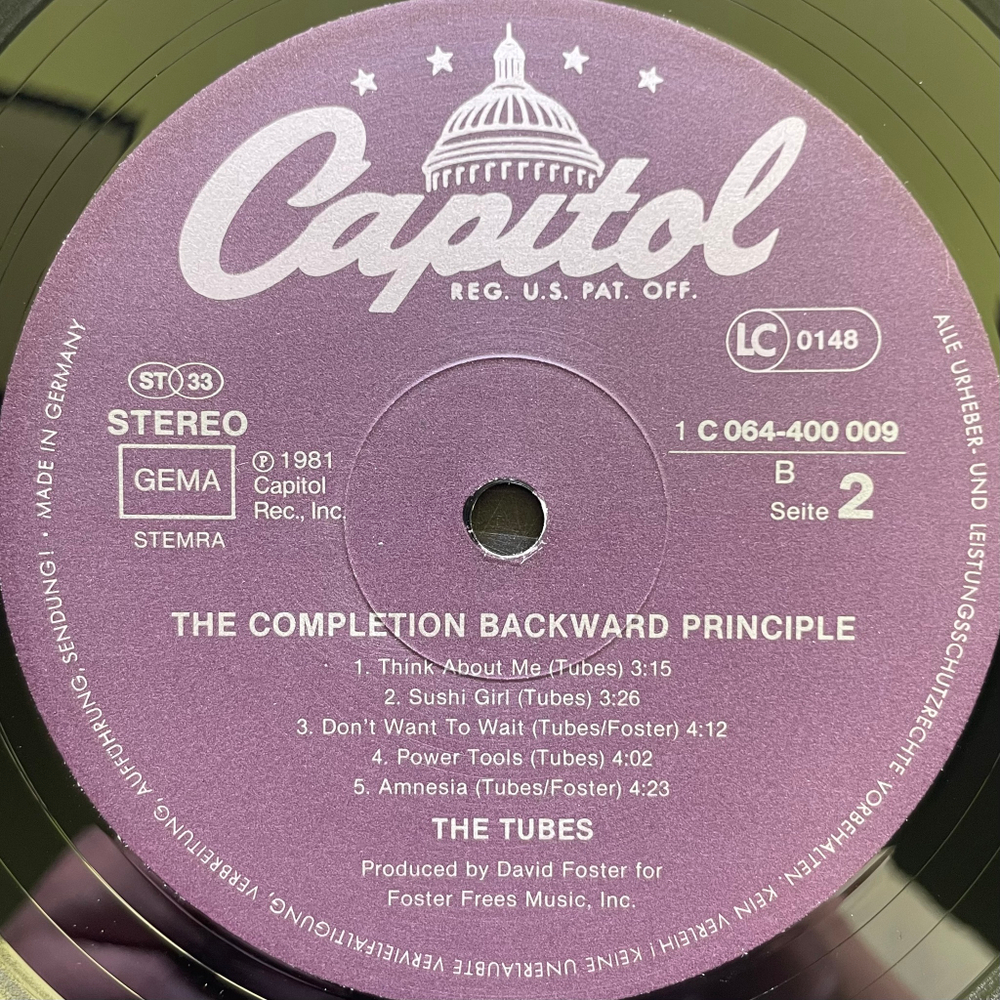 Capitol
REG. U.S. PAT. OFF.
LC 0148
ST 33
STEREO
GEMA
STEMRA
℗ 1981
Capitol
Rec., Inc.
1 C 064-400 009
B
Seite 2
THE COMPLETION BACKWARD PRINCIPLE
1. Think About Me (Tubes) 3:15
2. Sushi Girl (Tubes) 3:26
3. Don't Want To Wait (Tubes/Foster) 4:12
4. Power Tools (Tubes) 4:02
5. Amnesia (Tubes/Foster) 4:23
THE TUBES
Produced by David Foster for
Foster Frees Music, Inc.
ALLE URHEBER- UND LEISTUNGSSCHUTZRECHTE VORBEHALTEN. KEIN VERLEIH! KEINE UNERLAUBTE VERVIELFÄLTIGUNG, VERBREITUNG, AUFFÜHRUNG, SENDUNG! • MADE IN GERMANY